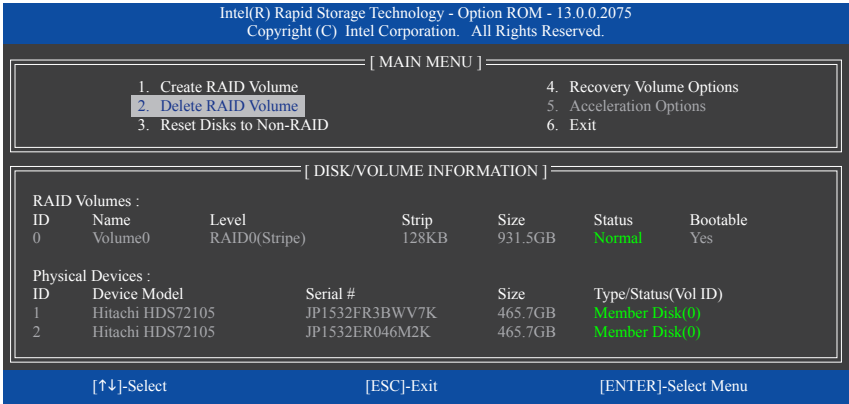 Intel(R) Rapid Storage Technology - Option ROM - 13.0.0.2075
Copyright (C) Intel Corporation. All Rights Reserved.
[ MAIN MENU ]
1. Create RAID Volume 4. Recovery Volume Options
2. Delete RAID Volume 5. Acceleration Options
3. Reset Disks to Non-RAID 6. Exit
[ DISK/VOLUME INFORMATION ]
RAID Volumes :
ID Name Level Strip Size Status Bootable
0 Volume0 RAID0(Stripe) 128KB 931.5GB Normal Yes
Physical Devices :
ID Device Model Serial # Size Type/Status(Vol ID)
1 Hitachi HDS72105 JP1532FR3BWV7K 465.7GB Member Disk(0)
2 Hitachi HDS72105 JP1532ER046M2K 465.7GB Member Disk(0)
[↑↓]-Select [ESC]-Exit [ENTER]-Select Menu